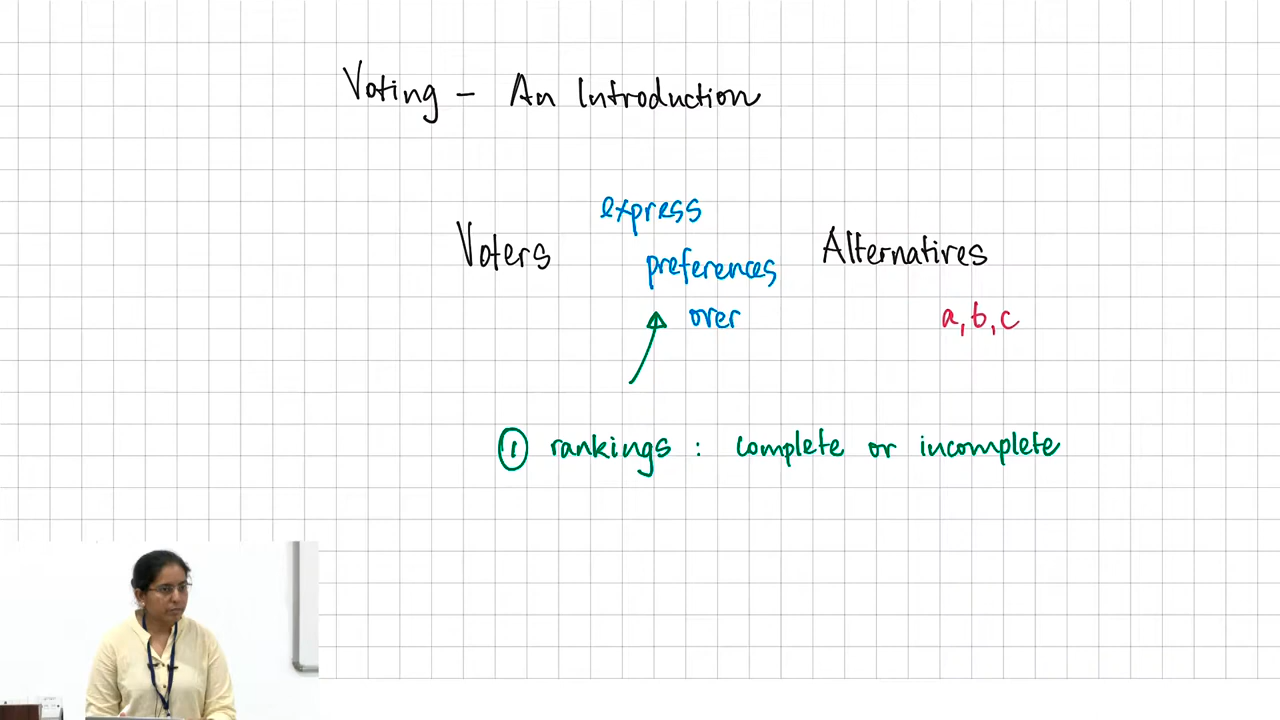 Voting – An Introduction
Voters express preferences over Alternatives
a, b, c
① rankings : complete or incomplete